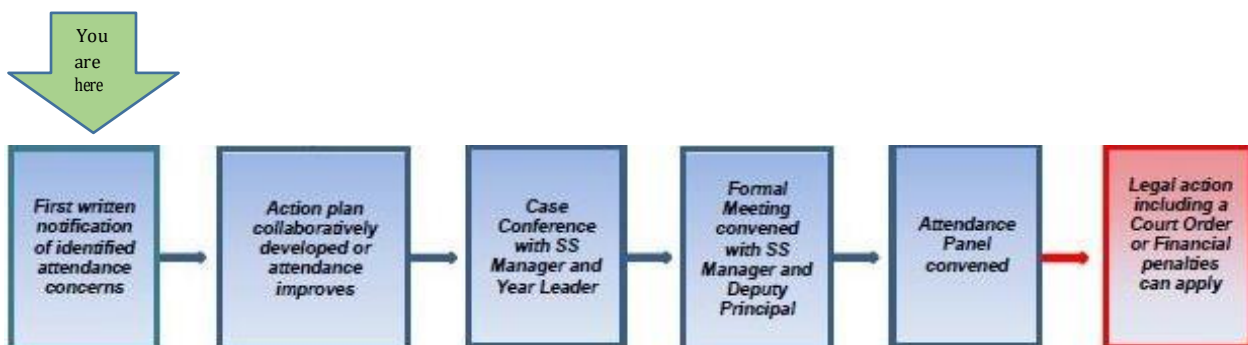 You
are
here
First written
notification
of identified
attendance
concerns
Action plan
collaboratively
developed or
attendance
improves
Case
Conference
with SS
Manager and
Year Leader
Formal
Meeting
convened
with SS
Manager and
Deputy
Principal
Attendance
Panel
convened
Legal action
including a
Court Order
or Financial
penalties
can apply